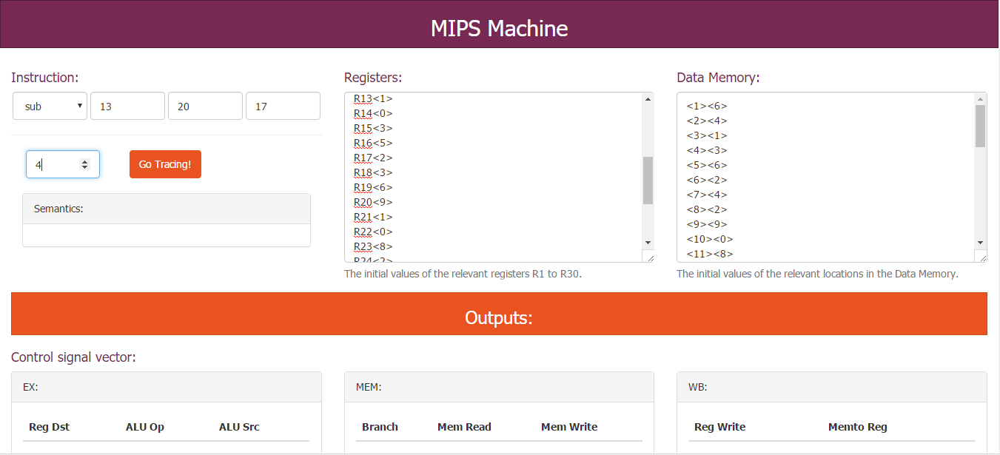 MIPS Machine
Instruction:
sub 13 20 17
4 Go Tracing!
Semantics:
Registers:
R13<1>
R14<0>
R15<3>
R16<5>
R17<2>
R18<3>
R19<6>
R20<9>
R21<1>
R22<0>
R23<8>
R24<2>
The initial values of the relevant registers R1 to R30.
Data Memory:
<1><6>
<2><4>
<3><1>
<4><3>
<5><6>
<6><2>
<7><4>
<8><2>
<9><9>
<10><0>
<11><8>
The initial values of the relevant locations in the Data Memory.
Outputs:
Control signal vector:
EX:
Reg Dst ALU Op ALU Src
MEM:
Branch Mem Read Mem Write
WB:
Reg Write Memto Reg